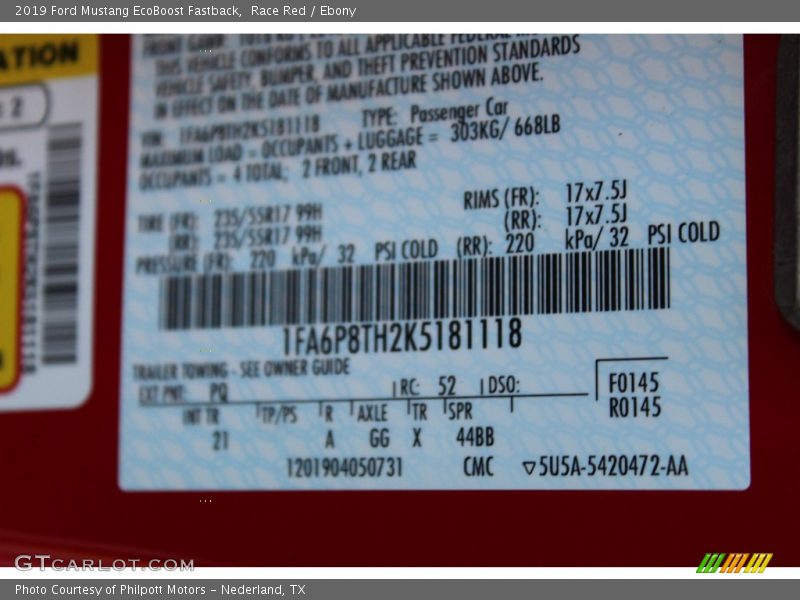 2019 Ford Mustang EcoBoost Fastback, Race Red / Ebony
ATION
2
THIS VEHICLE CONFORMS TO ALL APPLICABLE FEDERAL
VEHICLE SAFETY, BUMPER, AND THEFT PREVENTION STANDARDS
IN EFFECT ON THE DATE OF MANUFACTURE SHOWN ABOVE.
VIN: 1FA6P8TH2K5181118 TYPE: Passenger Car
MAXIMUM LOAD = OCCUPANTS + LUGGAGE = 303KG/ 668LB
OCCUPANTS = 4 TOTAL; 2 FRONT, 2 REAR
TIRE (FR): 235/55R17 99H RIMS (FR): 17x7.5J
(RR): 235/55R17 99H (RR): 17x7.5J
PRESSURE (FR): 220 kPa/ 32 PSI COLD (RR): 220 kPa/ 32 PSI COLD
1FA6P8TH2K5181118
TRAILER TOWING - SEE OWNER GUIDE
EXT PNT: PQ RC: 52 DSO: F0145
INT TR TP/PS R AXLE TR SPR R0145
21 A GG X 44BB
1201904050731 CMC ▽5U5A-5420472-AA
GTCARLOT.COM
Photo Courtesy of Philpott Motors - Nederland, TX